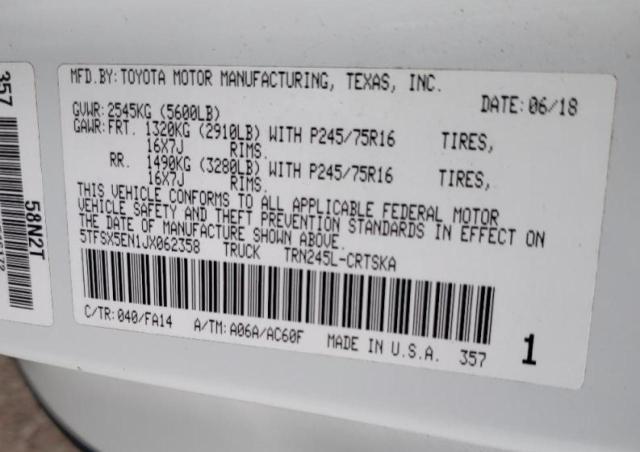 MFD.BY: TOYOTA MOTOR MANUFACTURING, TEXAS, INC.
DATE: 06/18
GVWR: 2545KG (5600LB)
GAWR: FRT. 1320KG (2910LB) WITH P245/75R16 TIRES,
16X7J RIMS.
RR. 1490KG (3280LB) WITH P245/75R16 TIRES,
16X7J RIMS.
THIS VEHICLE CONFORMS TO ALL APPLICABLE FEDERAL MOTOR
VEHICLE SAFETY AND THEFT PREVENTION STANDARDS IN EFFECT ON
THE DATE OF MANUFACTURE SHOWN ABOVE.
5TFSX5EN1JX062358 TRUCK TRN245L-CRTSKA
C/TR: 040/FA14 A/TM: A06A/AC60F MADE IN U.S.A. 357 1
357
58N2T